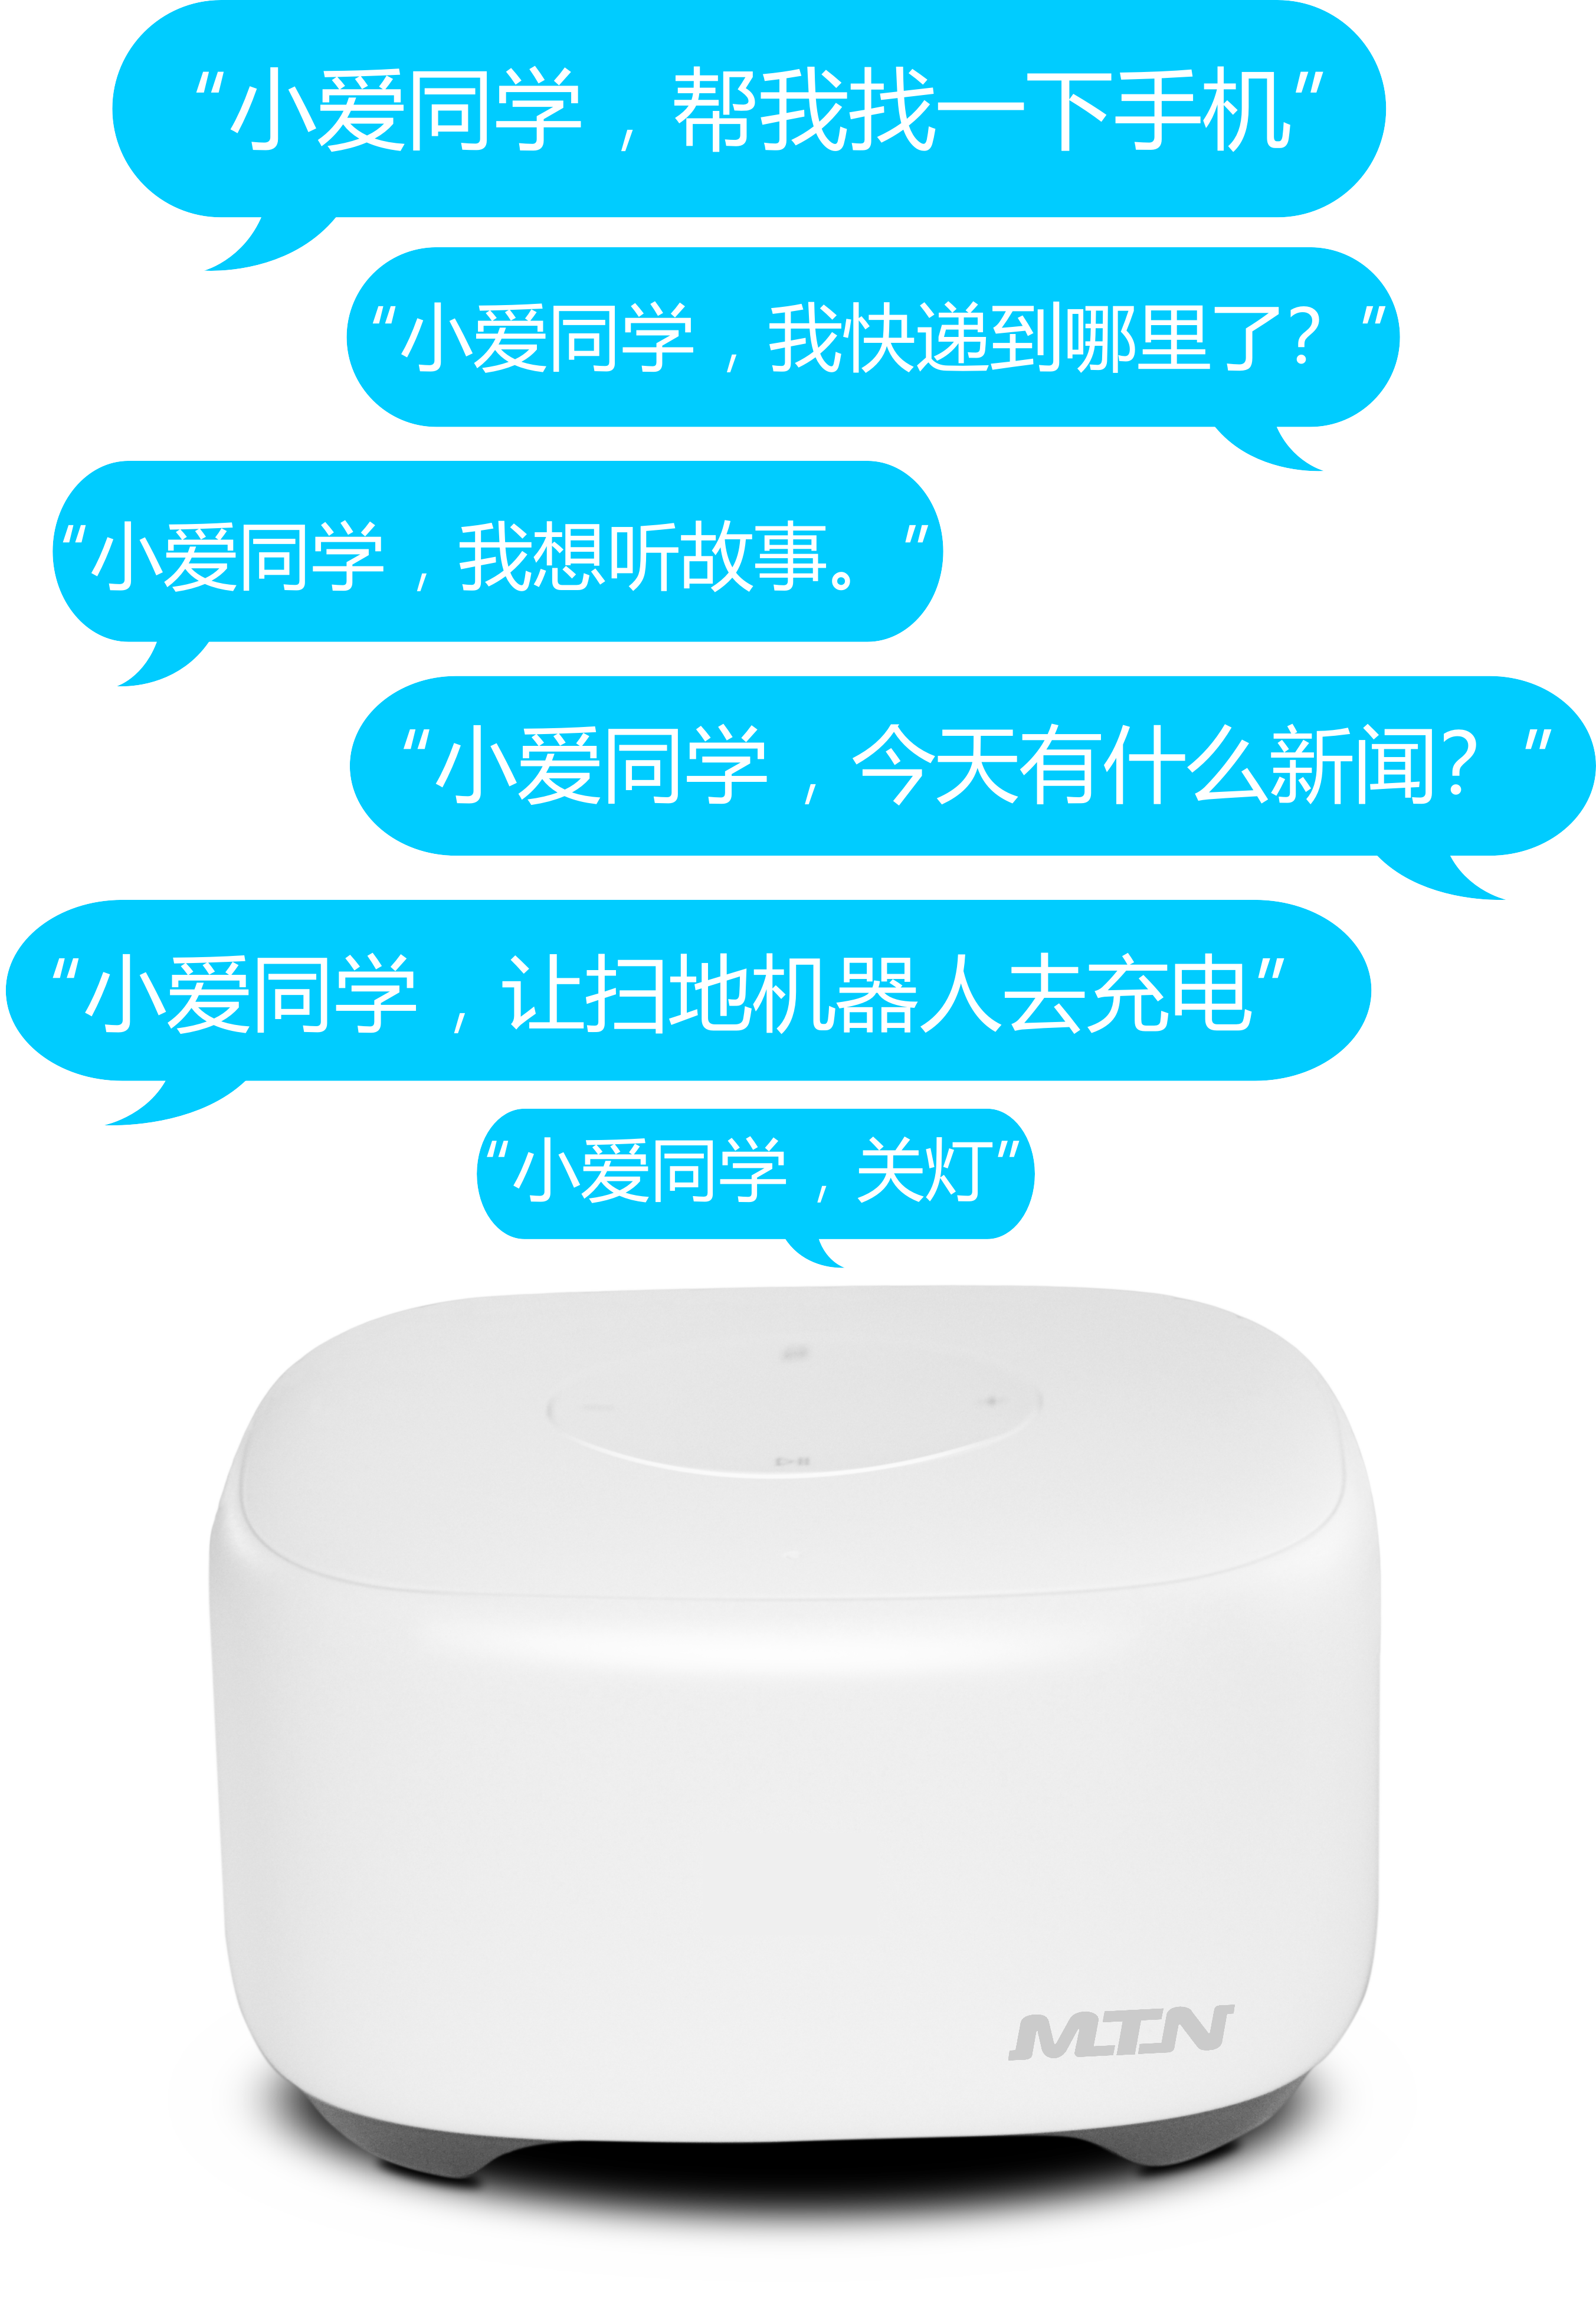 “小爱同学，帮我找一下手机”
“小爱同学，我快递到哪里了？”
“小爱同学，我想听故事。”
“小爱同学，今天有什么新闻？”
“小爱同学，让扫地机器人去充电”
“小爱同学，关灯”
MTN